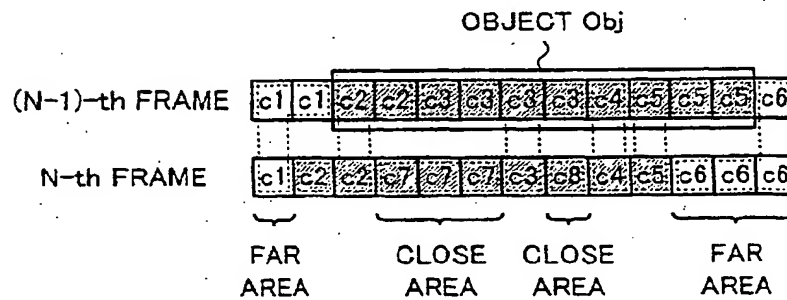 OBJECT Obj
(N-1)-th FRAME c1 c1 c2 c2 c3 c3 c3 c3 c4 c5 c5 c5 c6
N-th FRAME c1 c2 c2 c7 c7 c7 c3 c8 c4 c5 c6 c6 c6
FAR CLOSE CLOSE FAR
AREA AREA AREA AREA